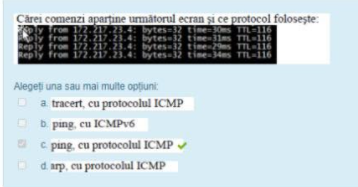 Cărei comenzi aparține următorul ecran și ce protocol folosește:
Reply from 172.217.23.4: bytes=32 time=30ms TTL=116
Reply from 172.217.23.4: bytes=32 time=31ms TTL=116
Reply from 172.217.23.4: bytes=32 time=29ms TTL=116
Reply from 172.217.23.4: bytes=32 time=34ms TTL=116
Alegeți una sau mai multe opțiuni:
a. tracert, cu protocolul ICMP
b. ping, cu ICMPv6
c. ping, cu protocolul ICMP
d. arp, cu protocolul ICMP